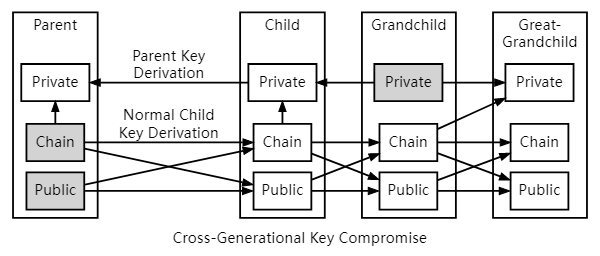 Parent
Child
Grandchild
Great-
Grandchild
Private
Parent Key
Derivation
Private
Private
Private
Normal Child
Key Derivation
Chain
Chain
Chain
Chain
Public
Public
Public
Public
Cross-Generational Key Compromise